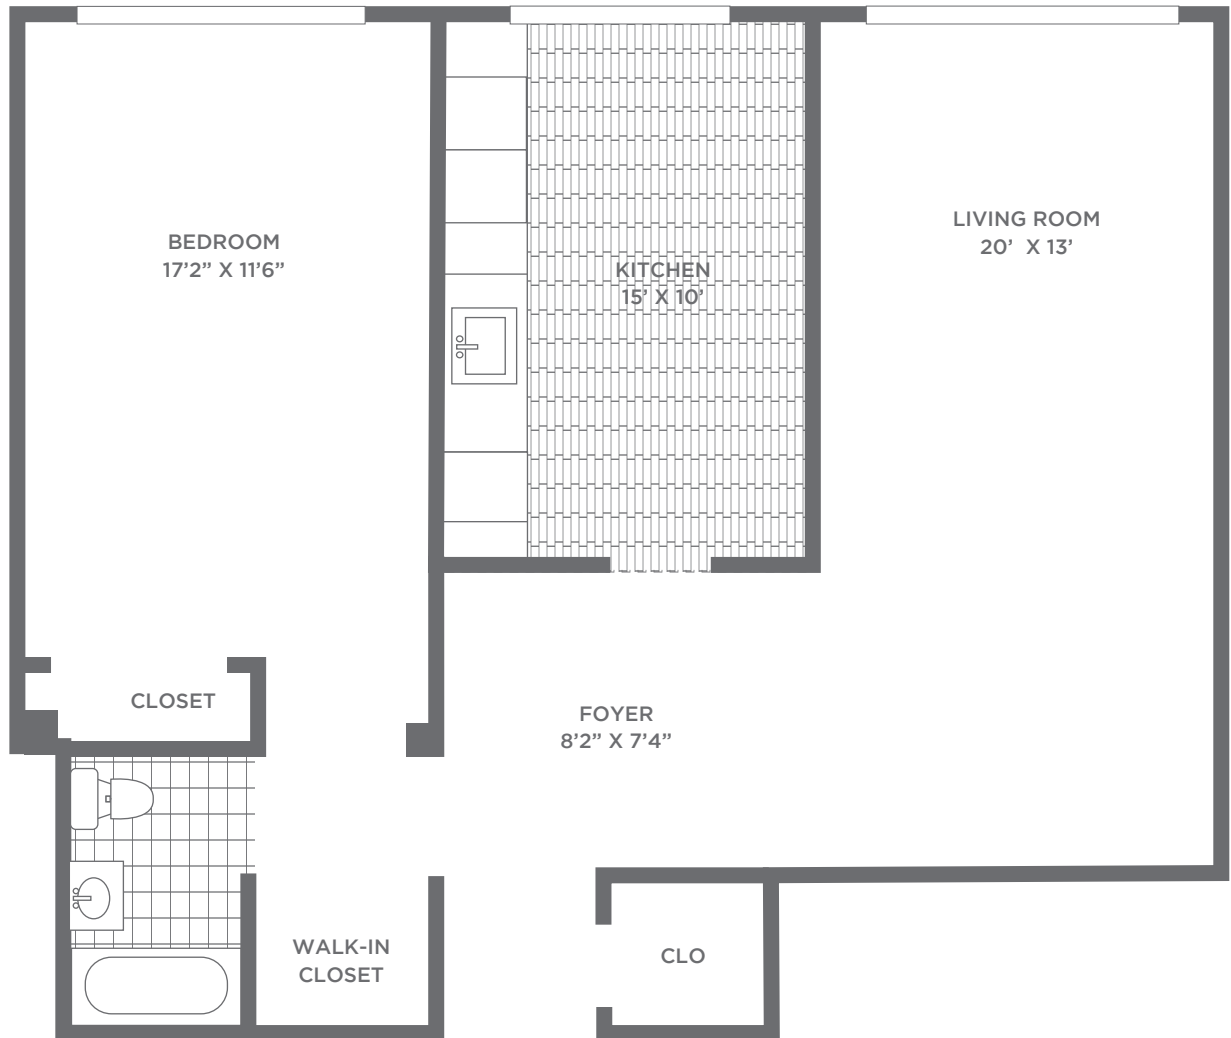 BEDROOM
17’2” X 11’6”
KITCHEN
15’ X 10’
LIVING ROOM
20’ X 13’
CLOSET
FOYER
8’2” X 7’4”
WALK-IN
CLOSET
CLO